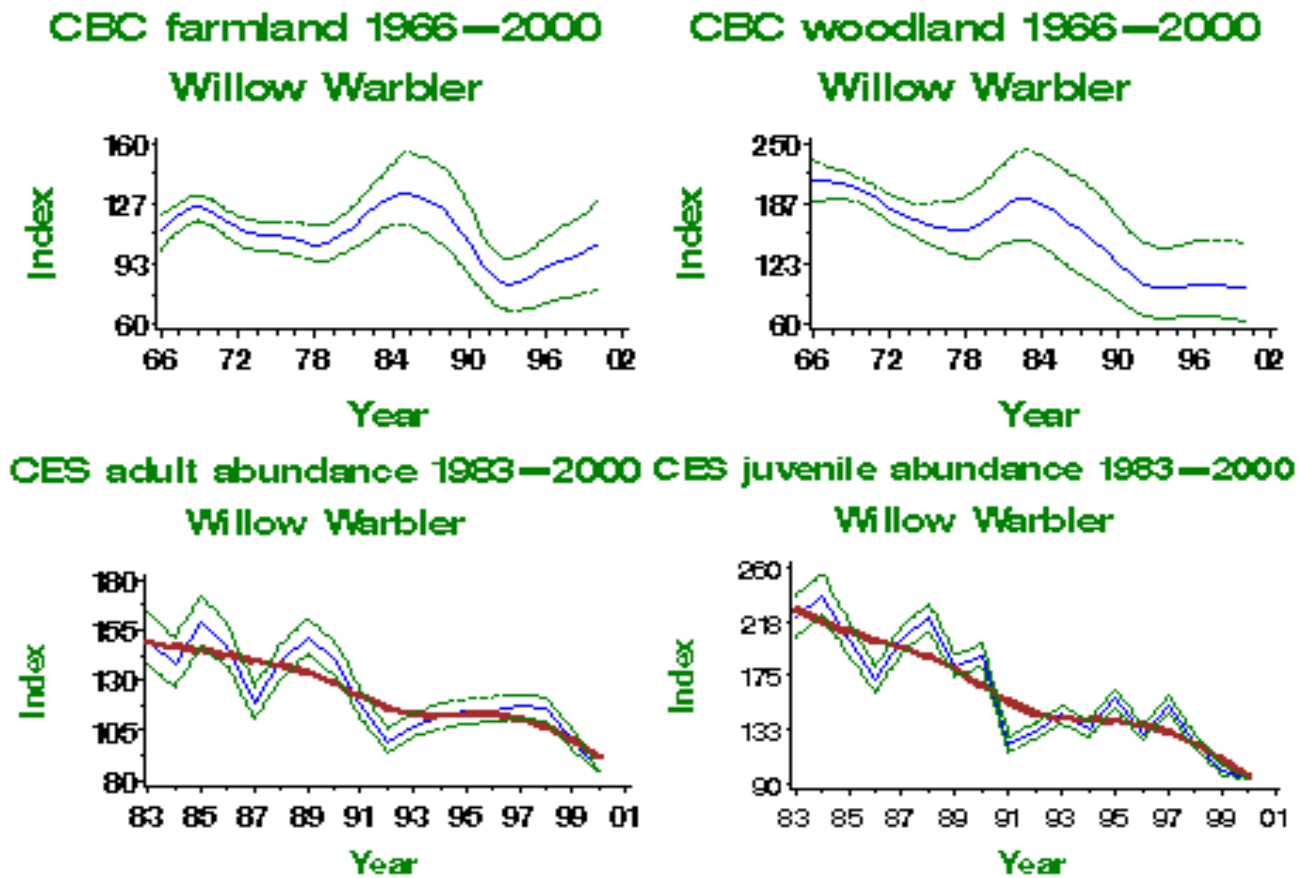 CBC farmland 1966—2000
Willow Warbler
160
127
93
60
Index
66 72 78 84 90 96 02
Year
CBC woodland 1966—2000
Willow Warbler
250
187
123
60
Index
66 72 78 84 90 96 02
Year
CES adult abundance 1983—2000
Willow Warbler
180
155
130
105
80
Index
83 85 87 89 91 93 95 97 99 01
Year
CES juvenile abundance 1983—2000
Willow Warbler
260
218
175
133
90
Index
83 85 87 89 91 93 95 97 99 01
Year